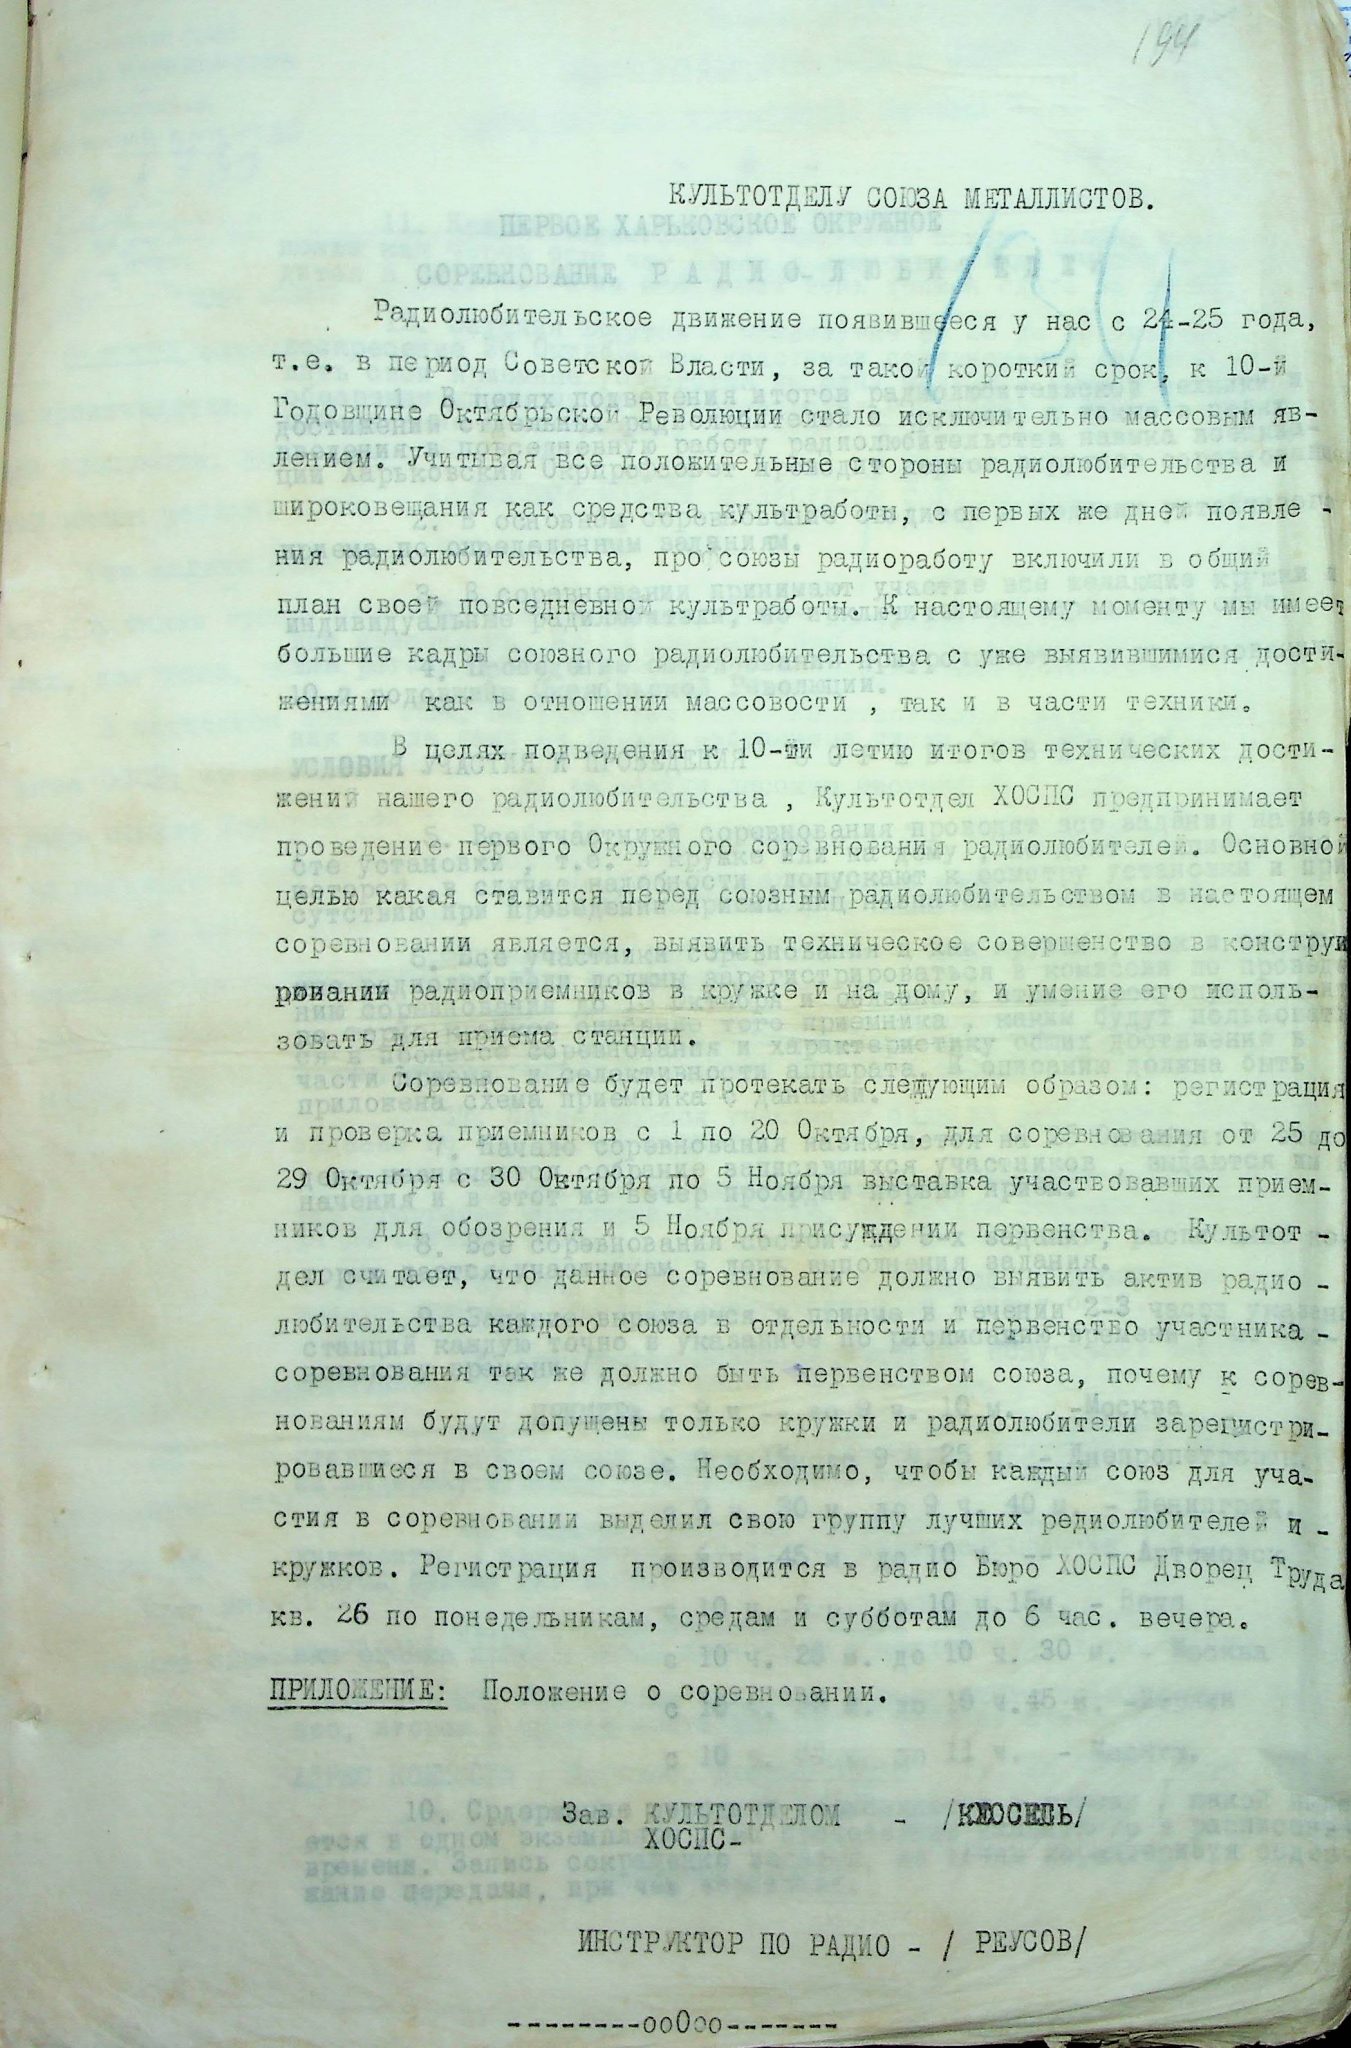 194
КУЛЬТОТДЕЛУ СОЮЗА МЕТАЛЛИСТОВ.
134
Радиолюбительское движение появившееся у нас с 24-25 года,
т.е. в период Советской Власти, за такой короткий срок, к 10-й
Годовщине Октябрьской Революции стало исключительно массовым яв-
лением. Учитывая все положительные стороны радиолюбительства и
широковещания как средства культработы, с первых же дней появле -
ния радиолюбительства, про союзы радиоработу включили в общий
план своей повседневной культработы. К настоящему моменту мы имеет
большие кадры союзного радиолюбительства с уже выявившимися дости-
жениями как в отношении массовости , так и в части техники.
В целях подведения к 10-ти летию итогов технических дости-
жений нашего радиолюбительства , Культотдел ХОСПС предпринимает
проведение первого Окружного соревнования радиолюбителей. Основной
целью какая ставится перед союзным радиолюбительством в настоящем
соревновании является, выявить техническое совершенство в конструи
ровании радиоприемников в кружке и на дому, и умение его исполь-
зовать для приема станции.
Соревнование будет протекать следующим образом: регистрация
и проверка приемников с 1 по 20 Октября, для соревнования от 25 до
29 Октября с 30 Октября по 5 Ноября выставка участвовавших прием-
ников для обозрения и 5 Ноября присуждении первенства. Культот -
дел считает, что данное соревнование должно выявить актив радио -
любительства каждого союза в отдельности и первенство участника -
соревнования так же должно быть первенством союза, почему к сорев-
нованиям будут допущены только кружки и радиолюбители зарегистри-
ровавшиеся в своем союзе. Необходимо, чтобы каждый союз для уча-
стия в соревновании выделил свою группу лучших редиолюбителей и -
кружков. Регистрация производится в радио Бюро ХОСПС Дворец Труда
кв. 26 по понедельникам, средам и субботам до 6 час. вечера.
ПРИЛОЖЕНИЕ: Положение о соревновании.
Зав. КУЛЬТОТДЕЛОМ -
ХОСПС-
ИНСТРУКТОР ПО РАДИО - / РЕУСОВ/
--------ооОоо-------